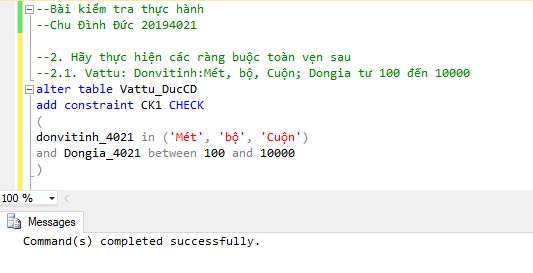 --Bài kiểm tra thực hành
--Chu Đình Đức 20194021
--2. Hãy thực hiện các ràng buộc toàn vẹn sau
--2.1. Vattu: Donvitinh:Mét, bộ, Cuộn; Dongia tư 100 đến 10000
alter table Vattu_DucCD
add constraint CK1 CHECK
(
donvitinh_4021 in ('Mét', 'bộ', 'Cuộn')
and Dongia_4021 between 100 and 10000
)
100 %
Messages
Command(s) completed successfully.